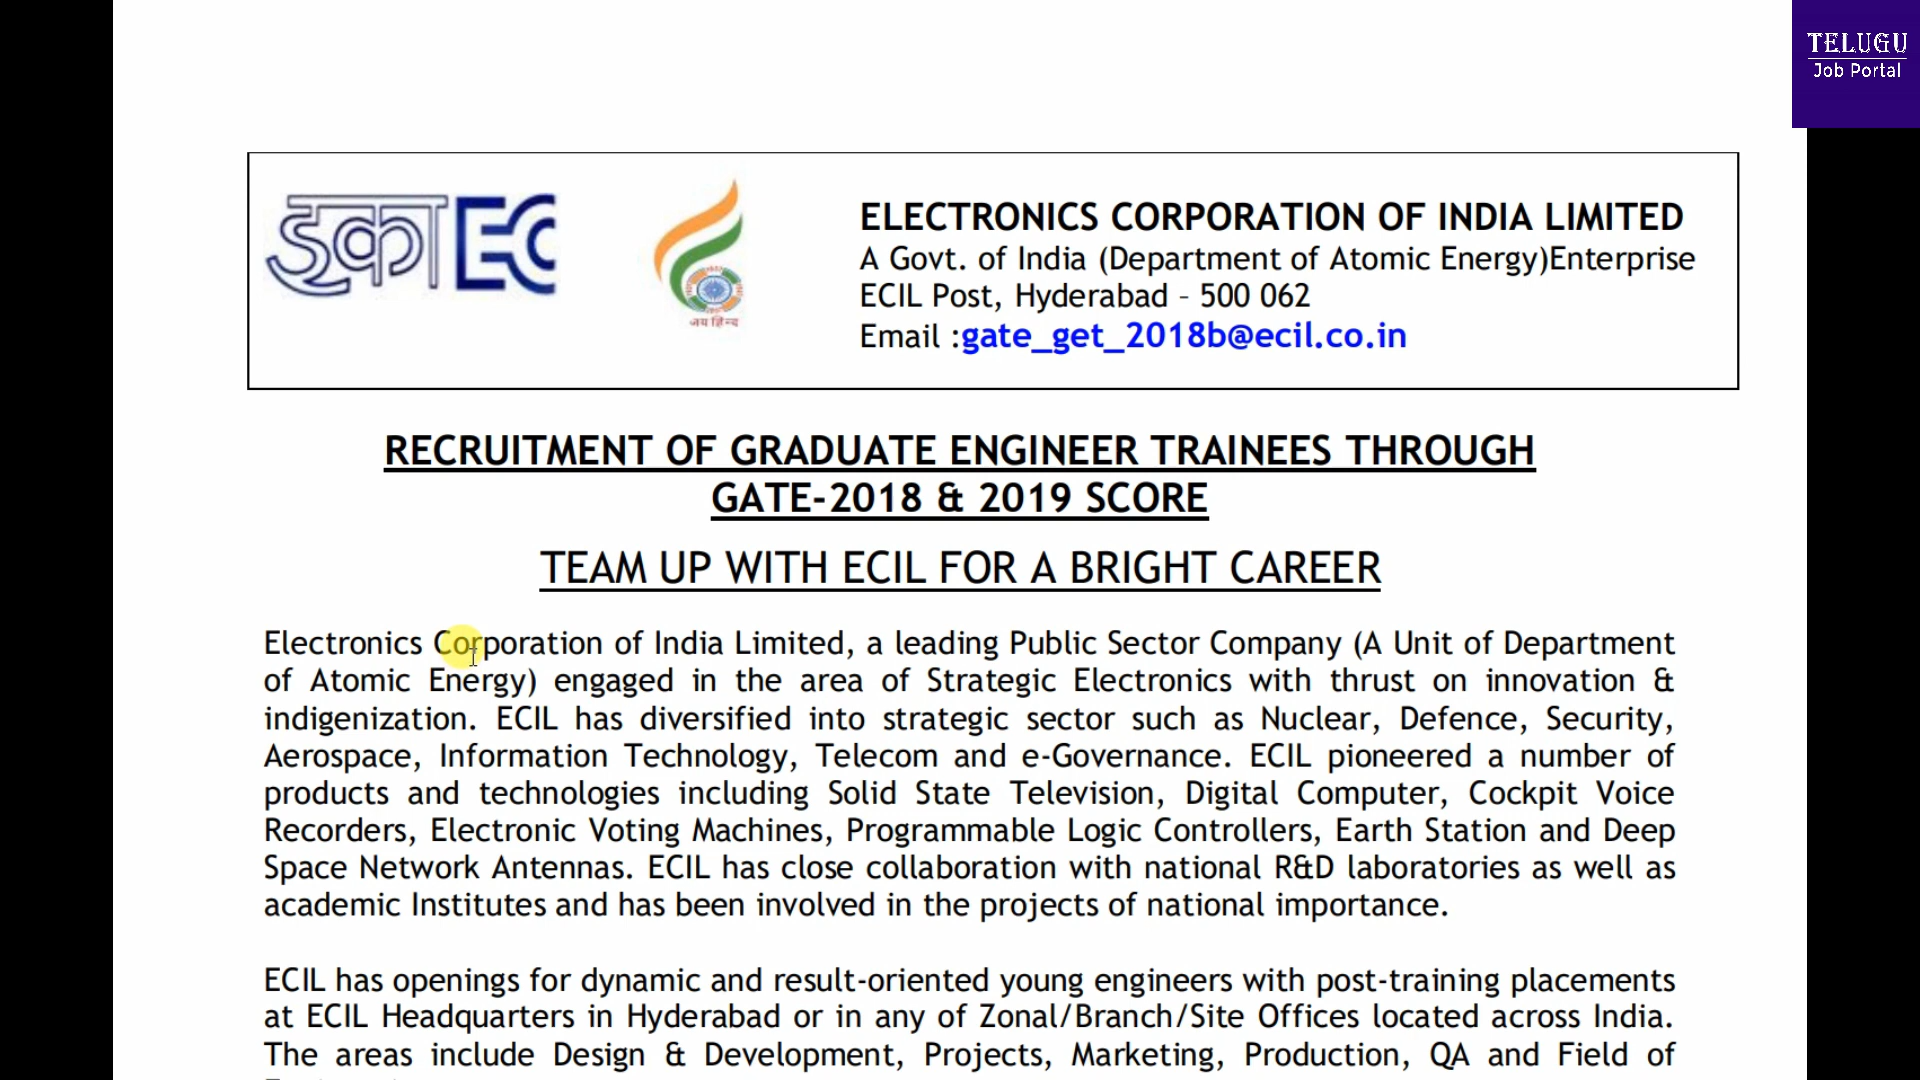 TELUGU
Job Portal
इका EC
जय हिन्द
ELECTRONICS CORPORATION OF INDIA LIMITED
A Govt. of India (Department of Atomic Energy)Enterprise
ECIL Post, Hyderabad – 500 062
Email :gate_get_2018b@ecil.co.in
RECRUITMENT OF GRADUATE ENGINEER TRAINEES THROUGH
GATE-2018 & 2019 SCORE
TEAM UP WITH ECIL FOR A BRIGHT CAREER
Electronics Corporation of India Limited, a leading Public Sector Company (A Unit of Department
of Atomic Energy) engaged in the area of Strategic Electronics with thrust on innovation &
indigenization. ECIL has diversified into strategic sector such as Nuclear, Defence, Security,
Aerospace, Information Technology, Telecom and e-Governance. ECIL pioneered a number of
products and technologies including Solid State Television, Digital Computer, Cockpit Voice
Recorders, Electronic Voting Machines, Programmable Logic Controllers, Earth Station and Deep
Space Network Antennas. ECIL has close collaboration with national R&D laboratories as well as
academic Institutes and has been involved in the projects of national importance.
ECIL has openings for dynamic and result-oriented young engineers with post-training placements
at ECIL Headquarters in Hyderabad or in any of Zonal/Branch/Site Offices located across India.
The areas include Design & Development, Projects, Marketing, Production, QA and Field of